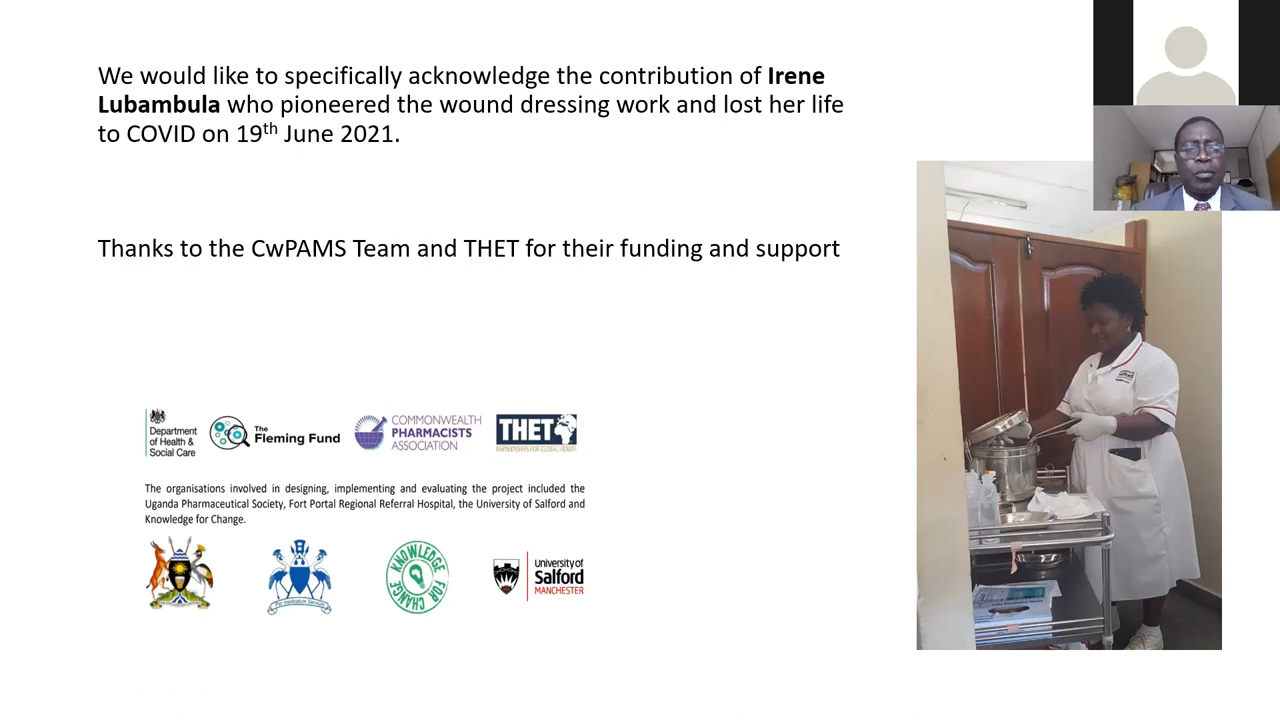 We would like to specifically acknowledge the contribution of Irene
Lubambula who pioneered the wound dressing work and lost her life
to COVID on 19th June 2021.
Thanks to the CwPAMS Team and THET for their funding and support
Department
of Health &
Social Care
The
Fleming Fund
COMMONWEALTH
PHARMACISTS
ASSOCIATION
THET
PARTNERSHIPS FOR GLOBAL HEALTH
The organisations involved in designing, implementing and evaluating the project included the
Uganda Pharmaceutical Society, Fort Portal Regional Referral Hospital, the University of Salford and
Knowledge for Change.
KNOWLEDGE FOR CHANGE
University of
Salford
MANCHESTER